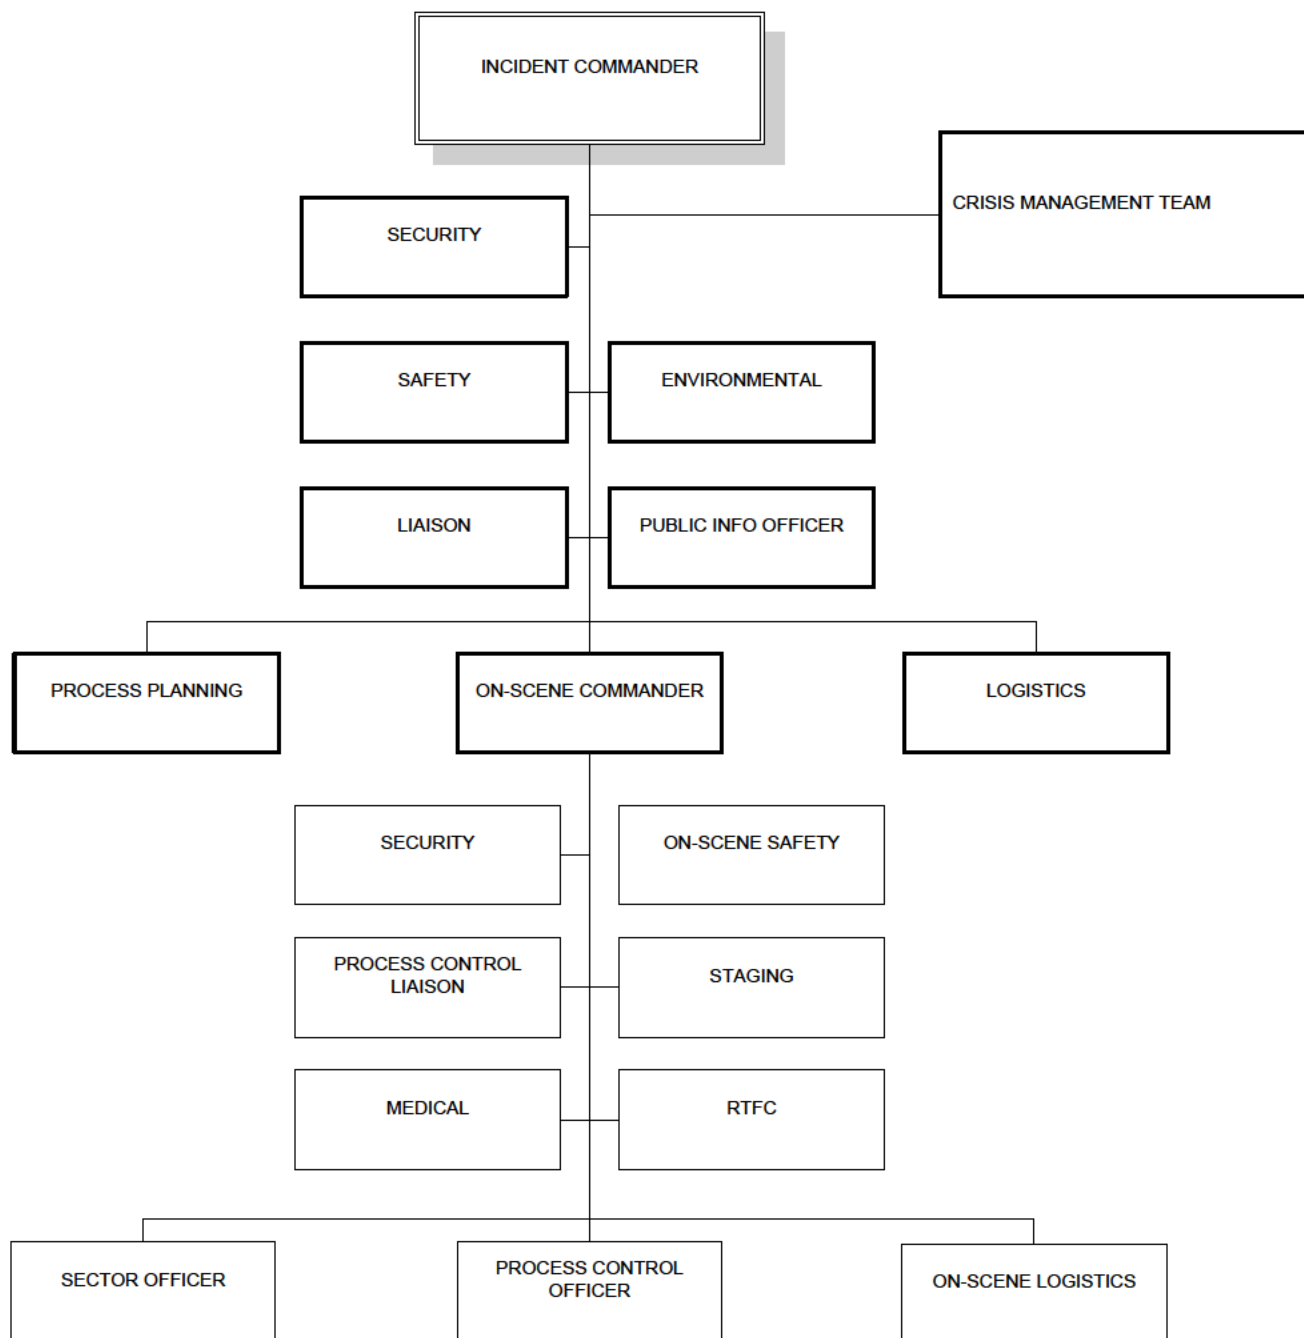 INCIDENT COMMANDER
CRISIS MANAGEMENT TEAM
SECURITY
SAFETY
ENVIRONMENTAL
LIAISON
PUBLIC INFO OFFICER
PROCESS PLANNING
ON-SCENE COMMANDER
LOGISTICS
SECURITY
ON-SCENE SAFETY
PROCESS CONTROL
LIAISON
STAGING
MEDICAL
RTFC
SECTOR OFFICER
PROCESS CONTROL
OFFICER
ON-SCENE LOGISTICS